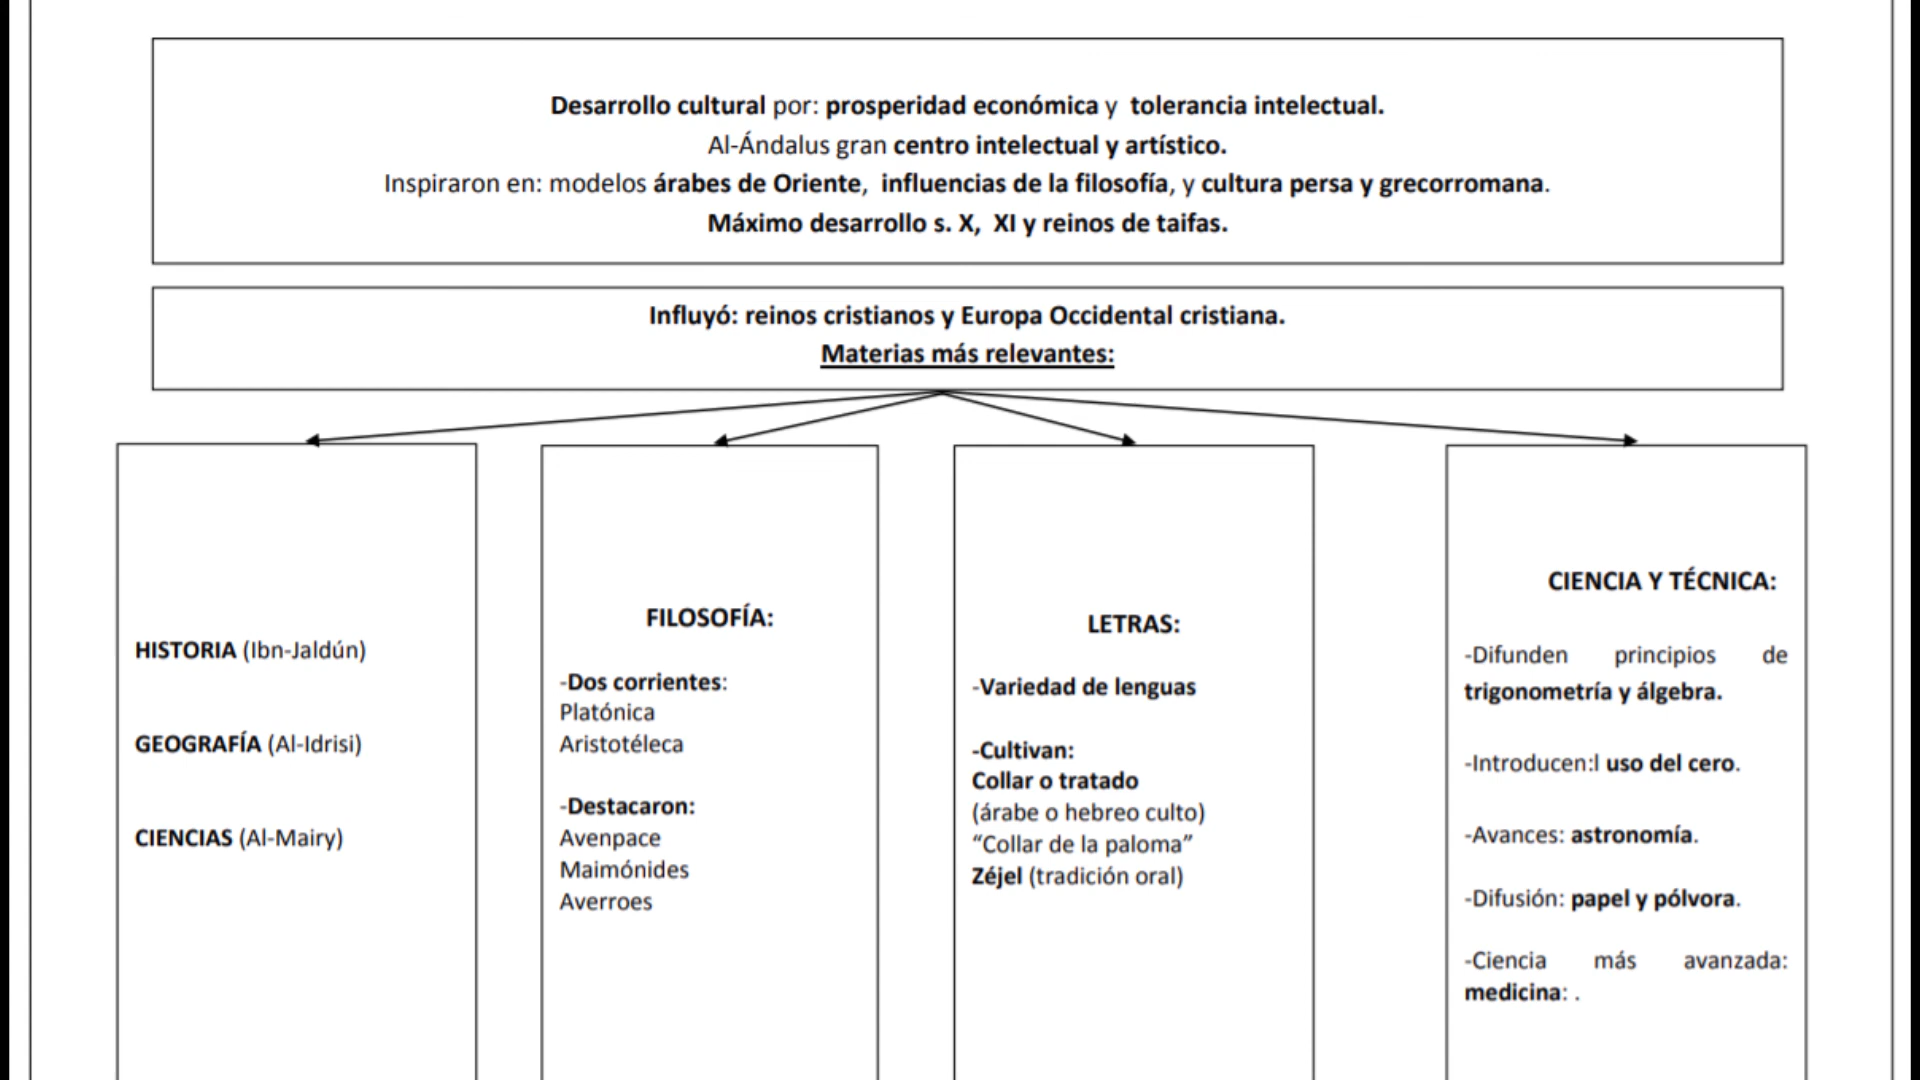 Desarrollo cultural por: prosperidad económica y tolerancia intelectual.
Al-Ándalus gran centro intelectual y artístico.
Inspiraron en: modelos árabes de Oriente, influencias de la filosofía, y cultura persa y grecorromana.
Máximo desarrollo s. X, XI y reinos de taifas.
Influyó: reinos cristianos y Europa Occidental cristiana.
Materias más relevantes:
HISTORIA (Ibn-Jaldún)
GEOGRAFÍA (Al-Idrisi)
CIENCIAS (Al-Mairy)
FILOSOFÍA:
-Dos corrientes:
Platónica
Aristotéleca
-Destacaron:
Avenpace
Maimónides
Averroes
LETRAS:
-Variedad de lenguas
-Cultivan:
Collar o tratado
(árabe o hebreo culto)
“Collar de la paloma”
Zéjel (tradición oral)
CIENCIA Y TÉCNICA:
-Difunden principios de
trigonometría y álgebra.
-Introducen:l uso del cero.
-Avances: astronomía.
-Difusión: papel y pólvora.
-Ciencia más avanzada:
medicina: .